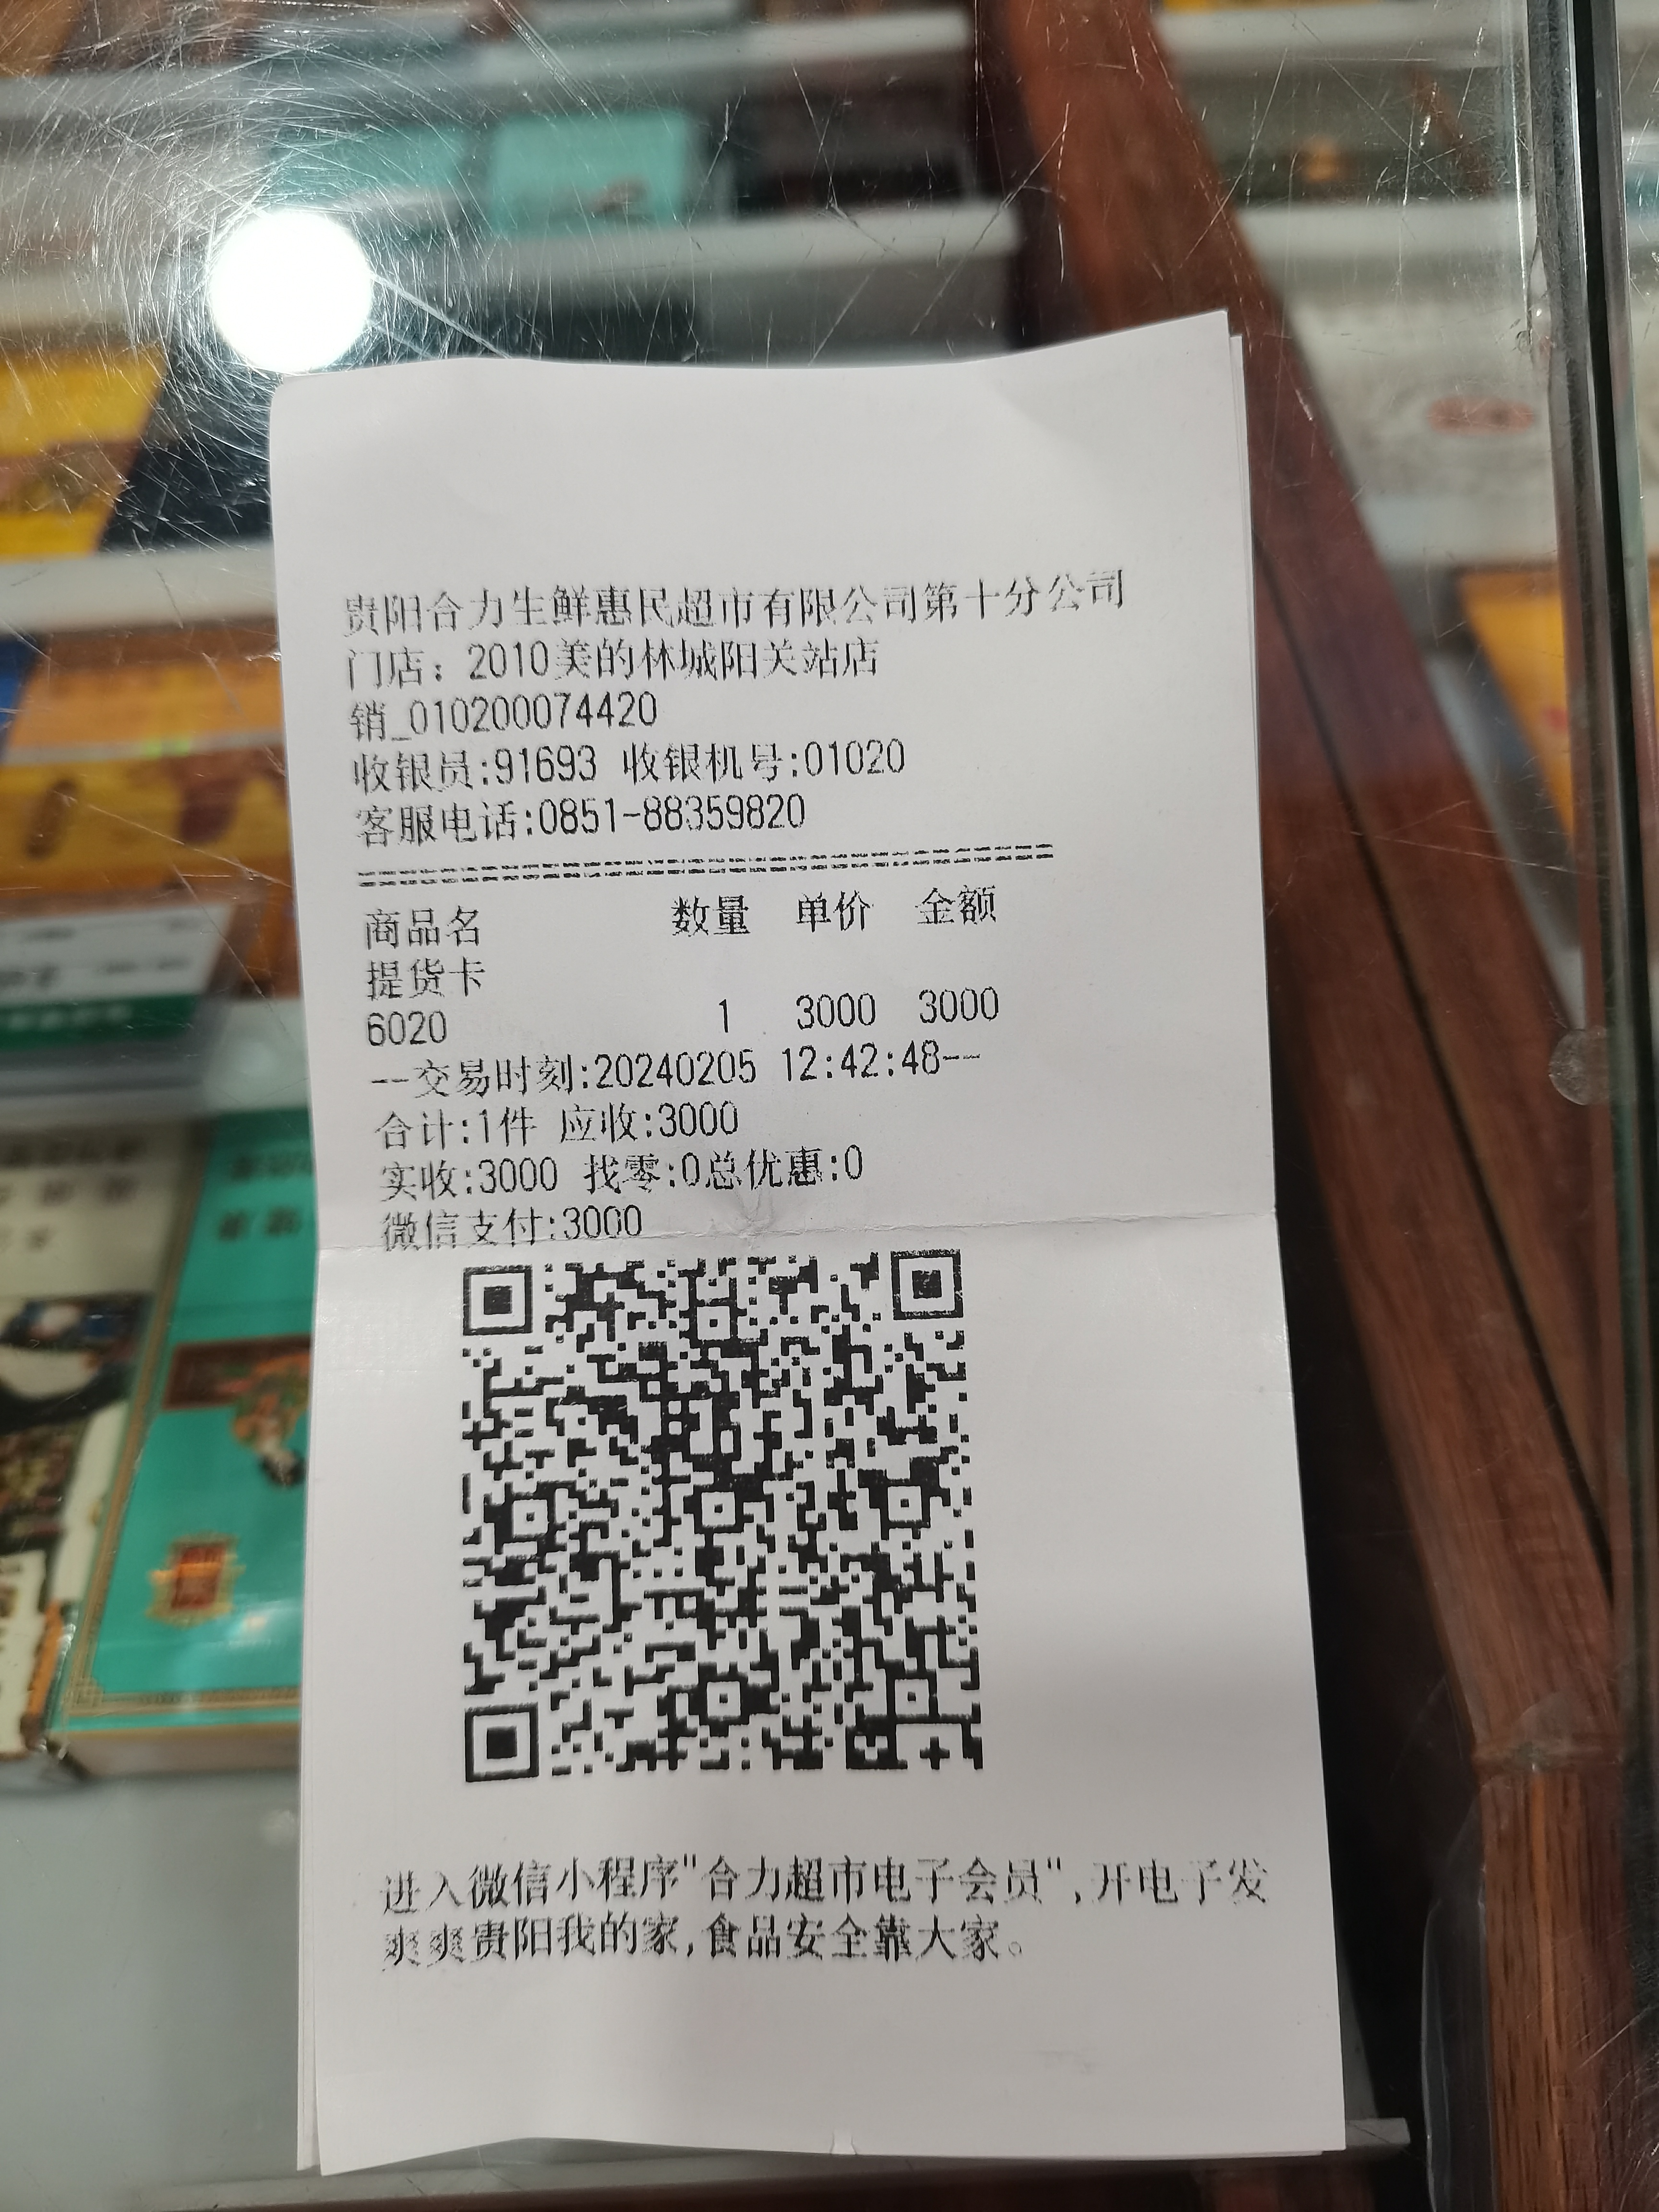 贵阳合力生鲜惠民超市有限公司第十分公司
门店：2010美的林城阳关站店
销_010200074420
收银员:91693 收银机号:01020
客服电话:0851-88359820
商品名 数量 单价 金额
提货卡
6020 1 3000 3000
--交易时刻:20240205 12:42:48--
合计:1件 应收:3000
实收:3000 找零:0总优惠:0
微信支付:3000
进入微信小程序"合力超市电子会员",开电子发
爽爽贵阳我的家,食品安全靠大家。